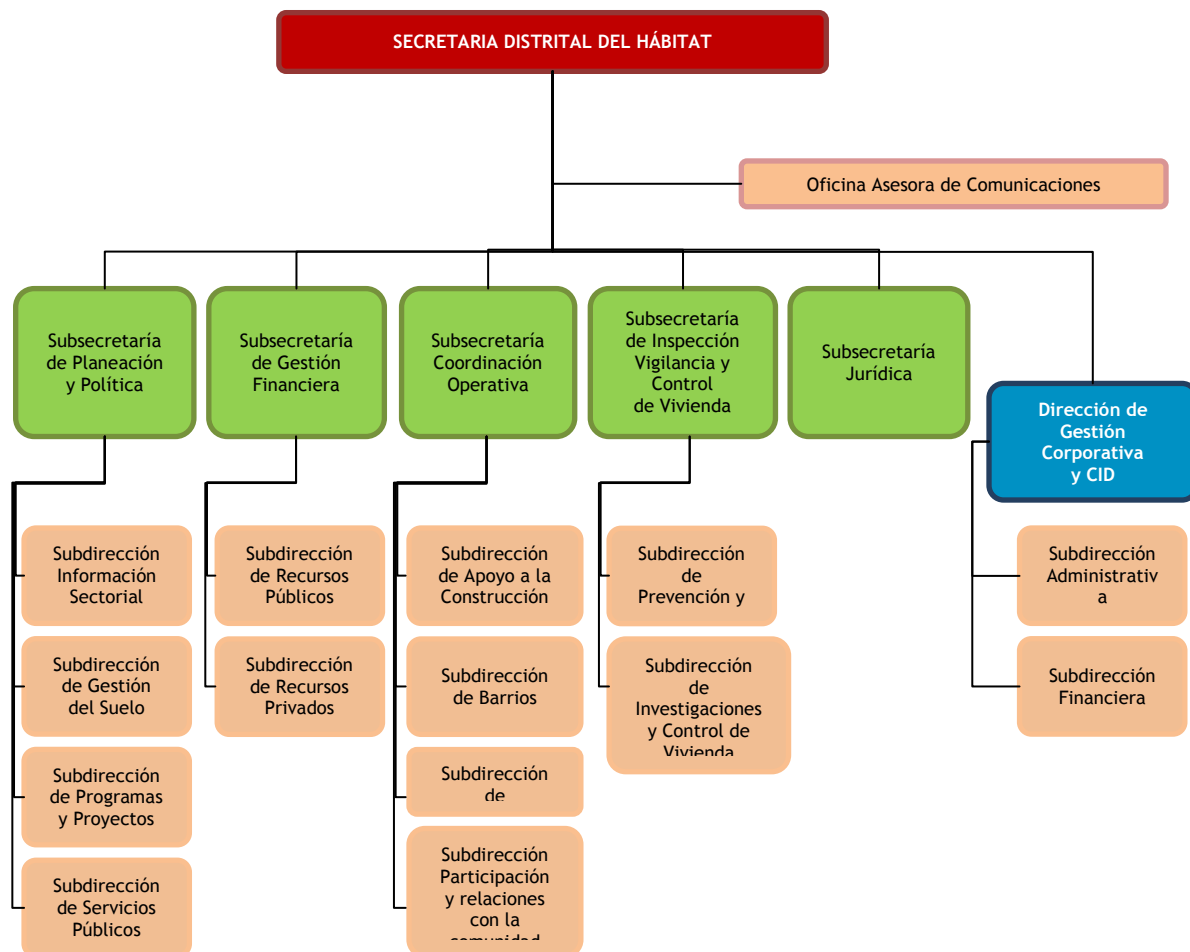 SECRETARIA DISTRITAL DEL HÁBITAT
Oficina Asesora de Comunicaciones
Subsecretaría
de Planeación
y Política
Subsecretaría
de Gestión
Financiera
Subsecretaría
Coordinación
Operativa
Subsecretaría
de Inspección
Vigilancia y
Control
de Vivienda
Subsecretaría
Jurídica
Dirección de
Gestión
Corporativa
y CID
Subdirección
Información
Sectorial
Subdirección
de Gestión
del Suelo
Subdirección
de Programas
y Proyectos
Subdirección
de Servicios
Públicos
Subdirección
de Recursos
Públicos
Subdirección
de Recursos
Privados
Subdirección
de Apoyo a la
Construcción
Subdirección
de Barrios
Subdirección
de
Subdirección
Participación
y relaciones
con la
comunidad
Subdirección
de
Prevención y
Subdirección
de
Investigaciones
y Control de
Vivienda
Subdirección
Administrativ
a
Subdirección
Financiera